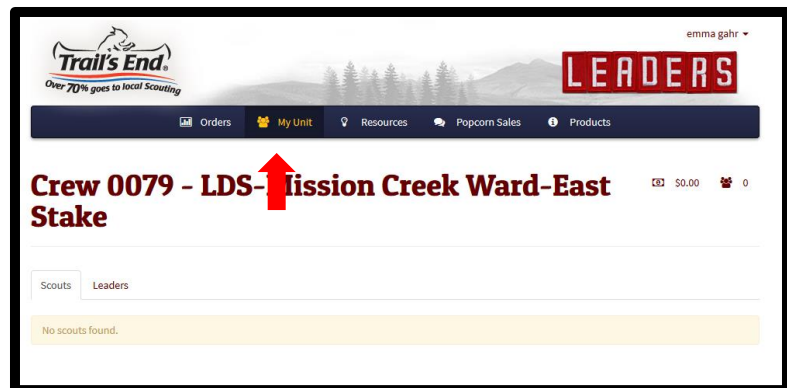 emma gahr
Trail's End®
Over 70% goes to local Scouting
LEADERS
Orders My Unit Resources Popcorn Sales Products
Crew 0079 - LDS-Mission Creek Ward-East
Stake
$0.00 0
Scouts Leaders
No scouts found.